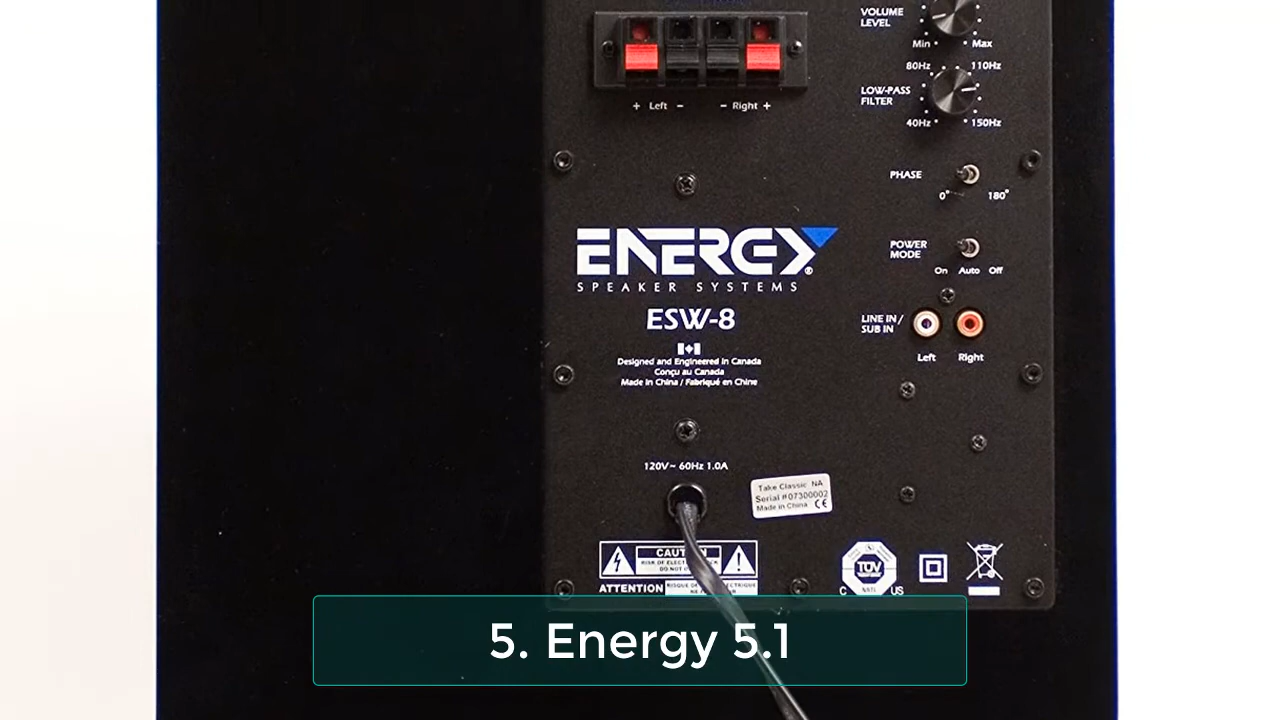 VOLUME
LEVEL
Min
Max
80Hz
110Hz
LOW-PASS
FILTER
40Hz
150Hz
+ Left −
− Right +
PHASE
0°
180°
ENERGY®
SPEAKER SYSTEMS
POWER
MODE
On Auto Off
ESW-8
LINE IN /
SUB IN
Left
Right
Designed and Engineered in Canada
Conçu au Canada
Made in China / Fabriqué en Chine
120V~ 60Hz 1.0A
Take Classic NA
Serial #07300002
Made in China CE
CAUTION
RISK OF ELECTRIC
ATTENTION
TÜV
C US
5. Energy 5.1